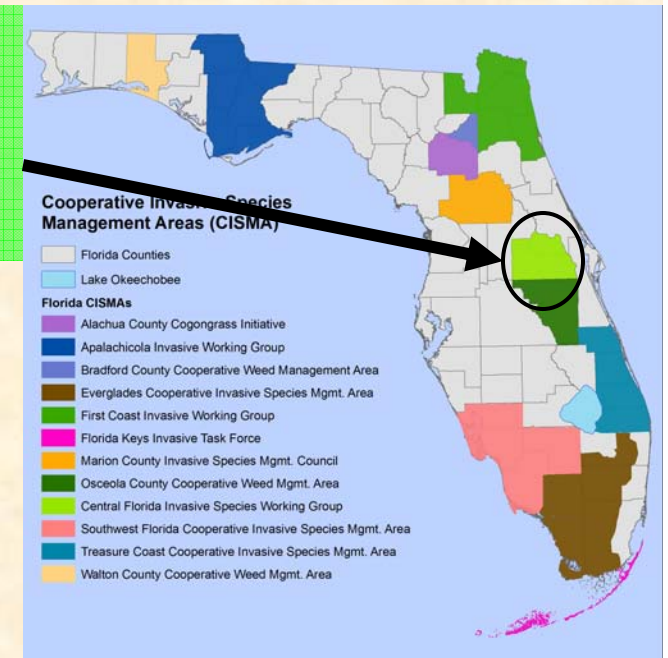 Cooperative Invasive Species
Management Areas (CISMA)
Florida Counties
Lake Okeechobee
Florida CISMAs
Alachua County Cogongrass Initiative
Apalachicola Invasive Working Group
Bradford County Cooperative Weed Management Area
Everglades Cooperative Invasive Species Mgmt. Area
First Coast Invasive Working Group
Florida Keys Invasive Task Force
Marion County Invasive Species Mgmt. Council
Osceola County Cooperative Weed Mgmt. Area
Central Florida Invasive Species Working Group
Southwest Florida Cooperative Invasive Species Mgmt. Area
Treasure Coast Cooperative Invasive Species Mgmt. Area
Walton County Cooperative Weed Mgmt. Area